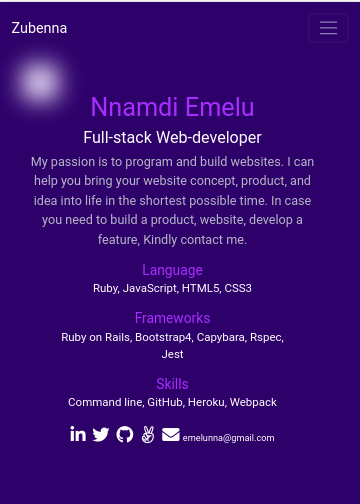 Zubenna
Nnamdi Emelu
Full-stack Web-developer
My passion is to program and build websites. I can
help you bring your website concept, product, and
idea into life in the shortest possible time. In case
you need to build a product, website, develop a
feature, Kindly contact me.
Language
Ruby, JavaScript, HTML5, CSS3
Frameworks
Ruby on Rails, Bootstrap4, Capybara, Rspec,
Jest
Skills
Command line, GitHub, Heroku, Webpack
emelunna@gmail.com